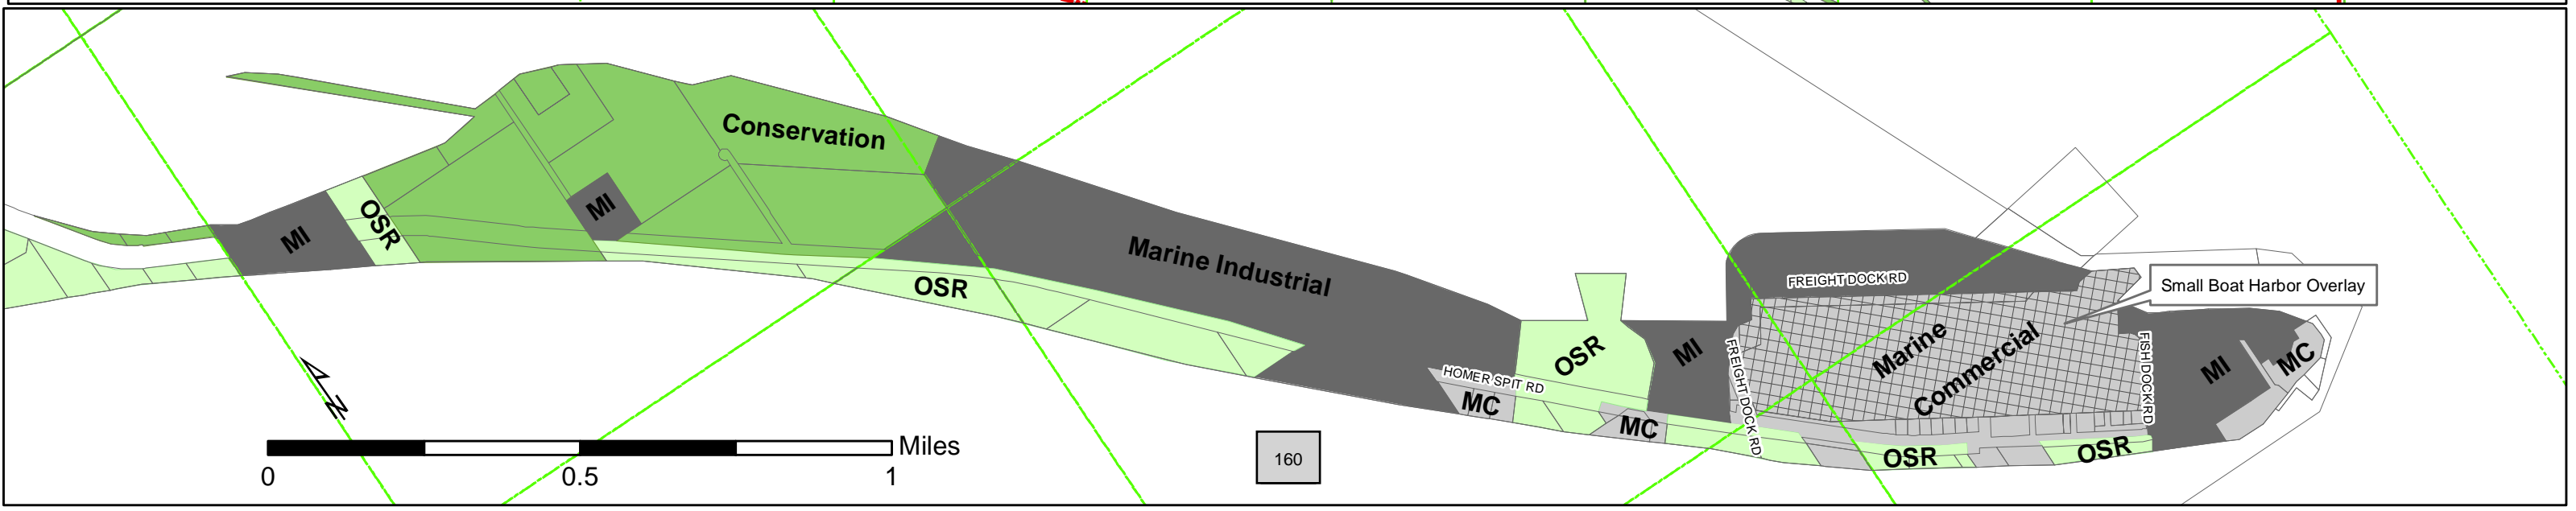 Conservation
MI
OSR
MI
Marine Industrial
OSR
HOMER SPIT RD
MC
OSR
MC
MI
FREIGHT DOCK RD
FREIGHT DOCK RD
Marine
Commercial
Small Boat Harbor Overlay
FISH DOCK RD
MI
MC
OSR
OSR
N
Miles
0 0.5 1
160